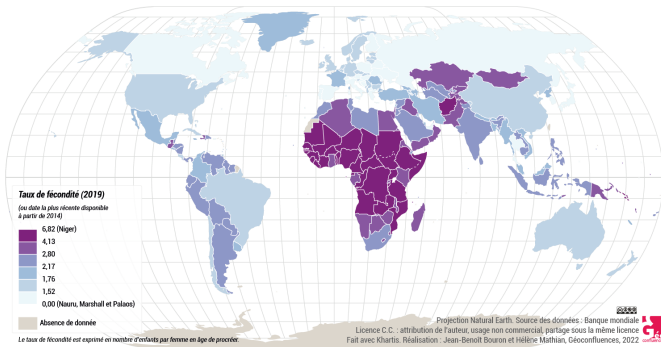 Taux de fécondité (2019)
(ou date la plus récente disponible
à partir de 2014)
6,82 (Niger)
4,13
2,80
2,17
1,76
1,52
0,00 (Nauru, Marshall et Palaos)
Absence de donnée
Le taux de fécondité est exprimé en nombre d'enfants par femme en âge de procréer.
Projection Natural Earth. Source des données : Banque mondiale
Licence C.C. : attribution de l'auteur, usage non commercial, partage sous la même licence
Fait avec Khartis. Réalisation : Jean-Benoît Bouron et Hélène Mathian, Géoconfluences, 2022